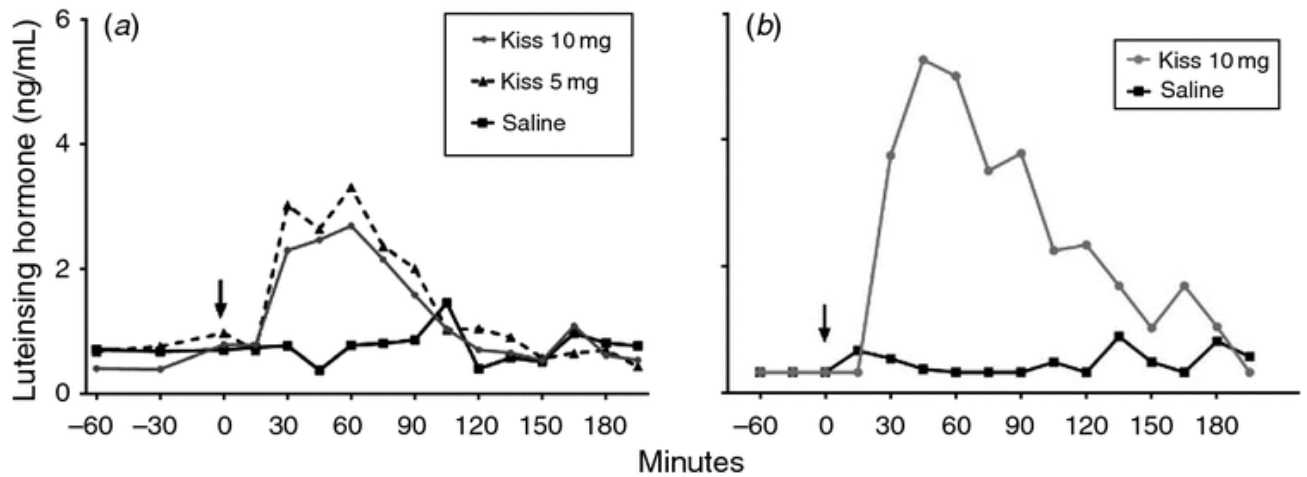 (a)
Kiss 10 mg
Kiss 5 mg
Saline
(b)
Kiss 10 mg
Saline
Luteinsing hormone (ng/mL)
6
4
2
0
–60 –30 0 30 60 90 120 150 180
–60 0 30 60 90 120 150 180
Minutes